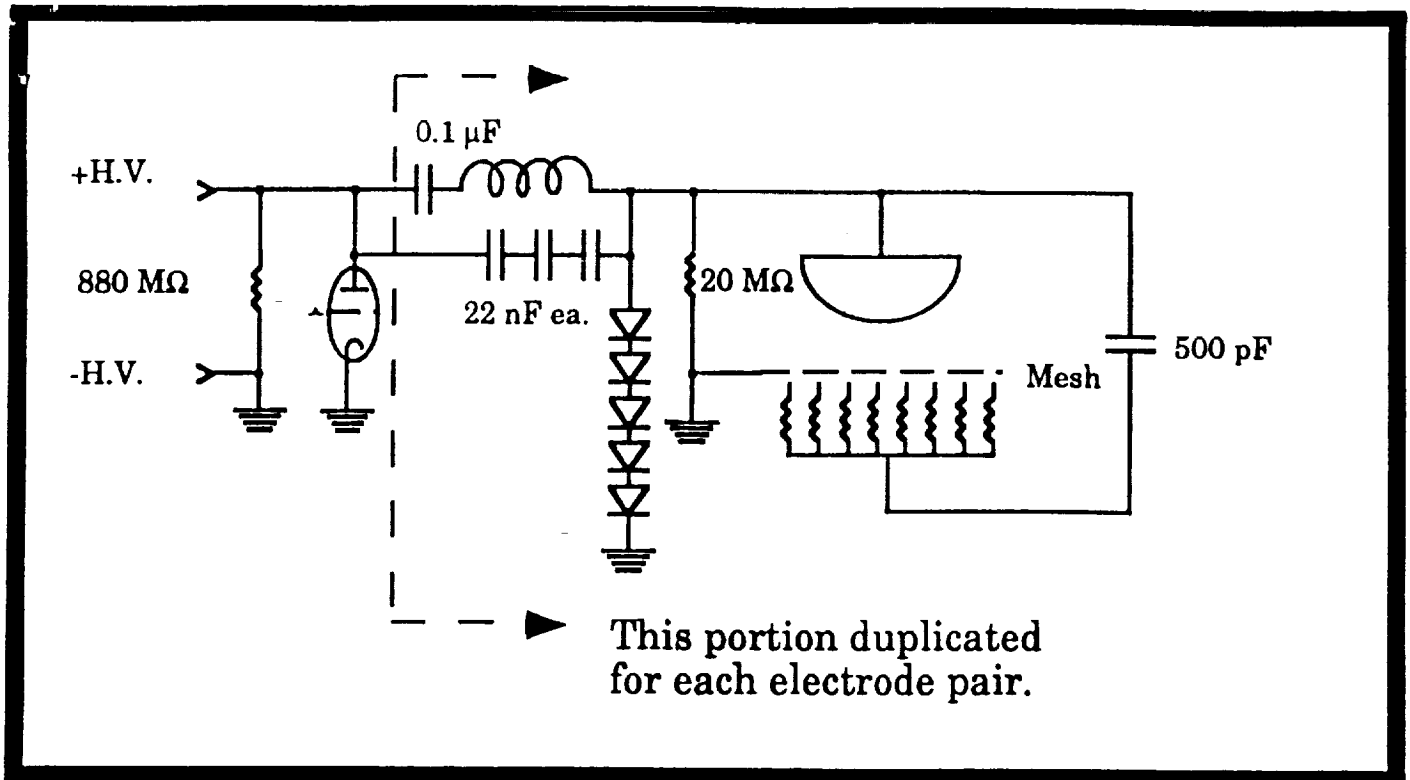 0.1 μF
+H.V.
880 MΩ
20 MΩ
22 nF ea.
500 pF
-H.V.
Mesh
This portion duplicated
for each electrode pair.